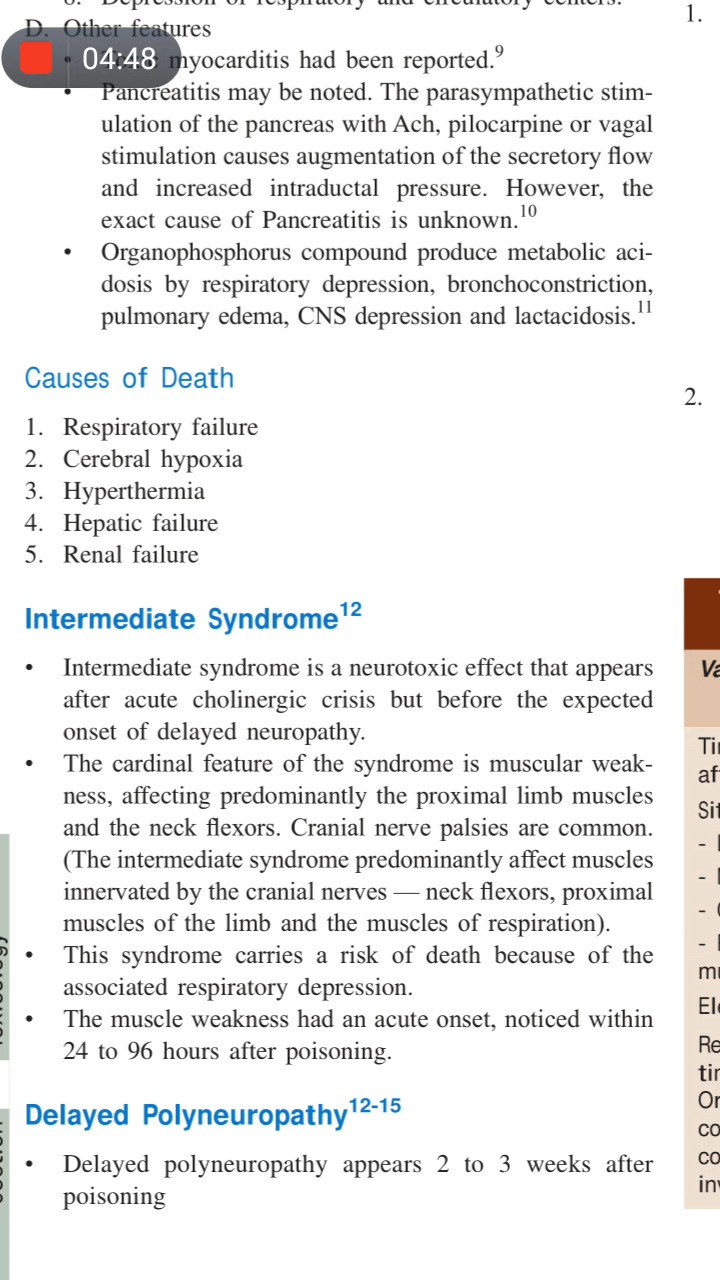 8. Depression of respiratory and circulatory centers.
D. Other features
04:48
• myocarditis had been reported.9
• Pancreatitis may be noted. The parasympathetic stim-
ulation of the pancreas with Ach, pilocarpine or vagal
stimulation causes augmentation of the secretory flow
and increased intraductal pressure. However, the
exact cause of Pancreatitis is unknown.10
• Organophosphorus compound produce metabolic aci-
dosis by respiratory depression, bronchoconstriction,
pulmonary edema, CNS depression and lactacidosis.11
Causes of Death
1. Respiratory failure
2. Cerebral hypoxia
3. Hyperthermia
4. Hepatic failure
5. Renal failure
Intermediate Syndrome12
• Intermediate syndrome is a neurotoxic effect that appears
after acute cholinergic crisis but before the expected
onset of delayed neuropathy.
• The cardinal feature of the syndrome is muscular weak-
ness, affecting predominantly the proximal limb muscles
and the neck flexors. Cranial nerve palsies are common.
(The intermediate syndrome predominantly affect muscles
innervated by the cranial nerves — neck flexors, proximal
muscles of the limb and the muscles of respiration).
• This syndrome carries a risk of death because of the
associated respiratory depression.
• The muscle weakness had an acute onset, noticed within
24 to 96 hours after poisoning.
Delayed Polyneuropathy12-15
• Delayed polyneuropathy appears 2 to 3 weeks after
poisoning
1.
2.